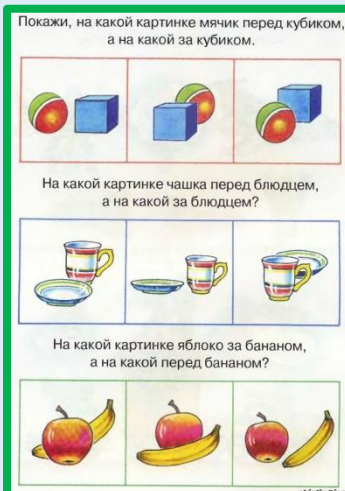 Покажи, на какой картинке мячик перед кубиком,
а на какой за кубиком.
На какой картинке чашка перед блюдцем,
а на какой за блюдцем?
На какой картинке яблоко за бананом,
а на какой перед бананом?